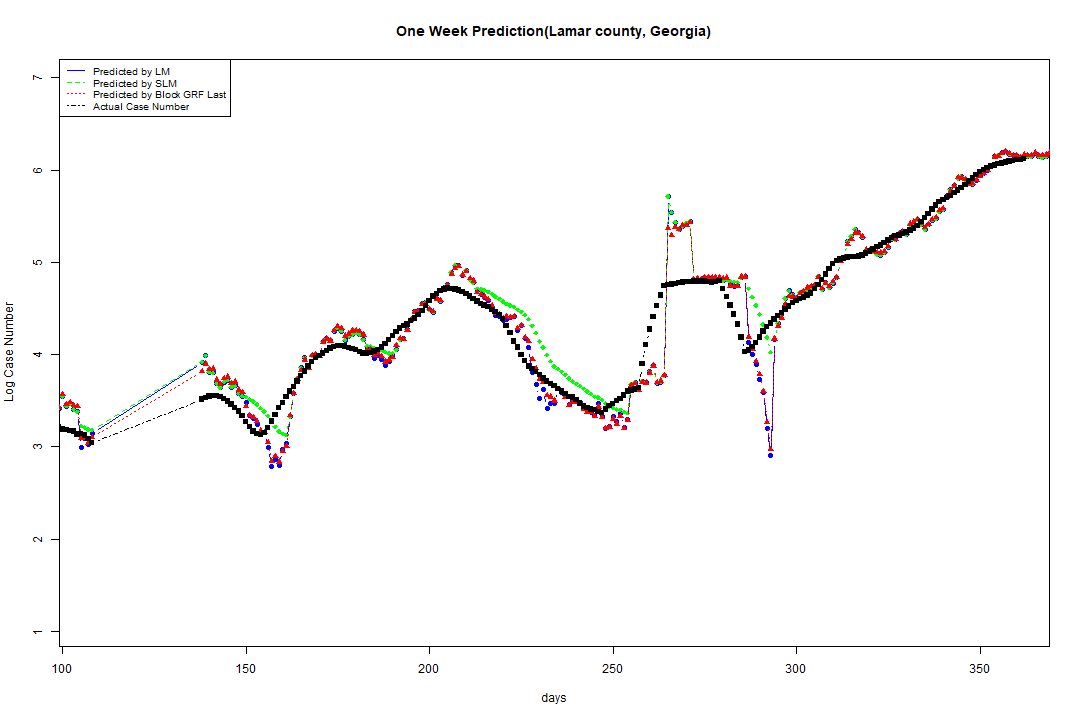 One Week Prediction(Lamar county, Georgia)
Predicted by LM
Predicted by SLM
Predicted by Block GRF Last
Actual Case Number
7
6
5
4
3
2
1
Log Case Number
100 150 200 250 300 350
days